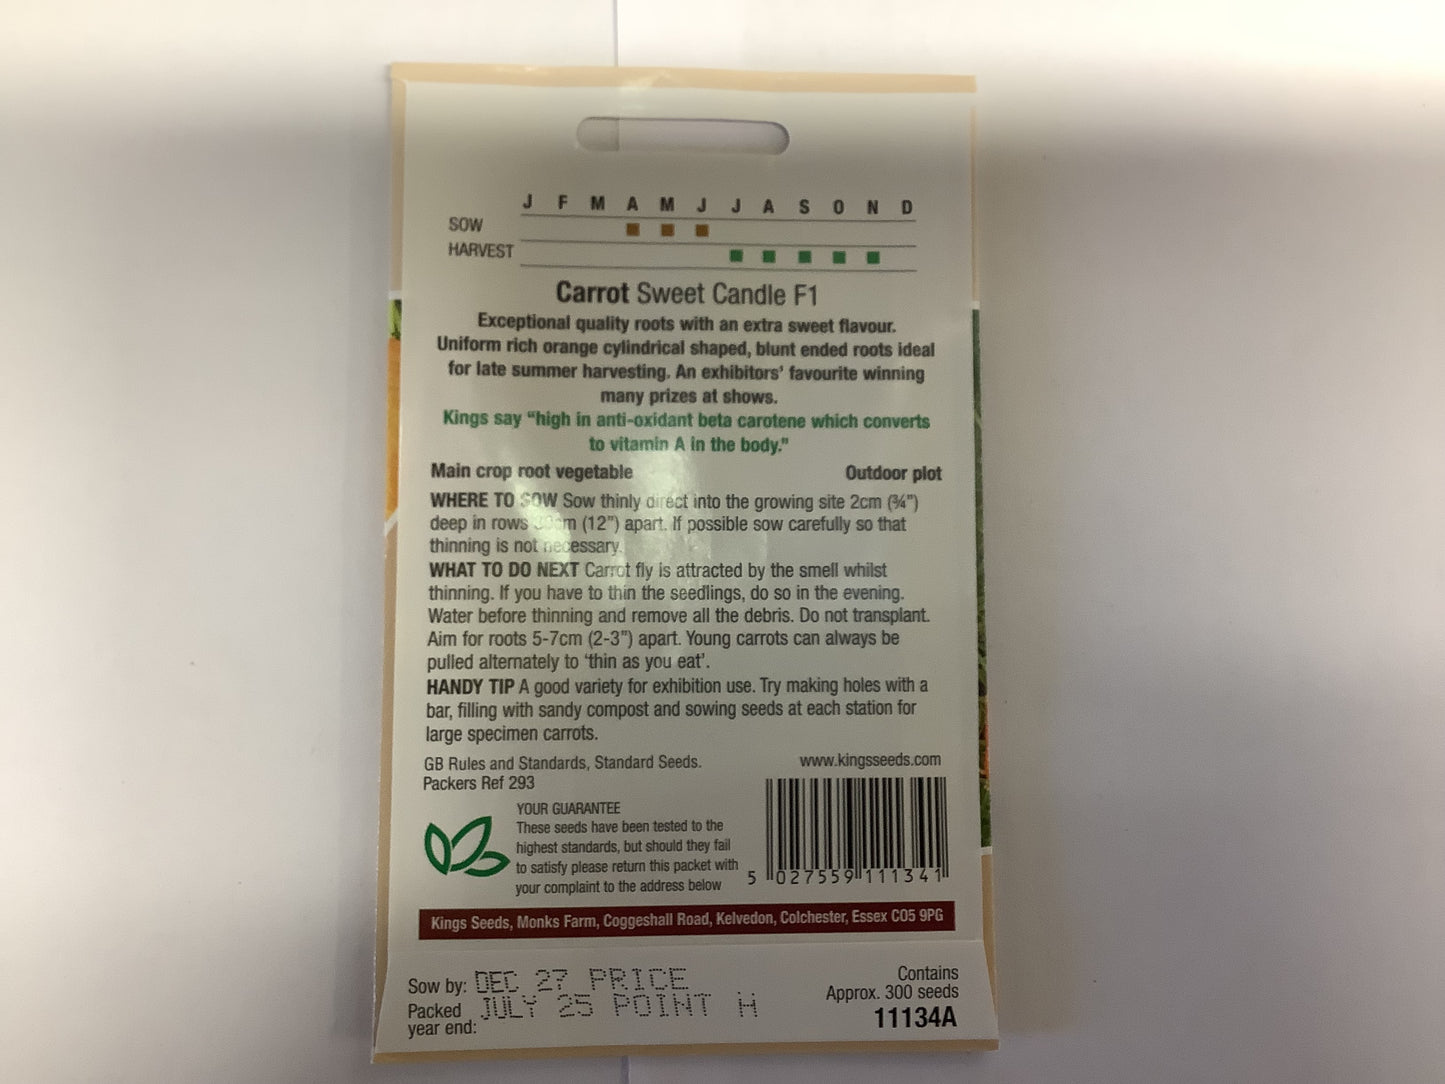 J F M A M J J A S O N D
SOW
HARVEST
Carrot Sweet Candle F1
Exceptional quality roots with an extra sweet flavour.
Uniform rich orange cylindrical shaped, blunt ended roots ideal
for late summer harvesting. An exhibitors' favourite winning
many prizes at shows.
Kings say “high in anti-oxidant beta carotene which converts
to vitamin A in the body.”
Main crop root vegetable Outdoor plot
WHERE TO SOW Sow thinly direct into the growing site 2cm (¾”)
deep in rows 30cm (12”) apart. If possible sow carefully so that
thinning is not necessary.
WHAT TO DO NEXT Carrot fly is attracted by the smell whilst
thinning. If you have to thin the seedlings, do so in the evening.
Water before thinning and remove all the debris. Do not transplant.
Aim for roots 5-7cm (2-3”) apart. Young carrots can always be
pulled alternately to ‘thin as you eat’.
HANDY TIP A good variety for exhibition use. Try making holes with a
bar, filling with sandy compost and sowing seeds at each station for
large specimen carrots.
GB Rules and Standards, Standard Seeds. www.kingsseeds.com
Packers Ref 293
YOUR GUARANTEE
These seeds have been tested to the
highest standards, but should they fail
to satisfy please return this packet with
your complaint to the address below
5 027559 111341
Kings Seeds, Monks Farm, Coggeshall Road, Kelvedon, Colchester, Essex CO5 9PG
Sow by: DEC 27 PRICE
Packed JULY 25 POINT H
year end:
Contains
Approx. 300 seeds
11134A